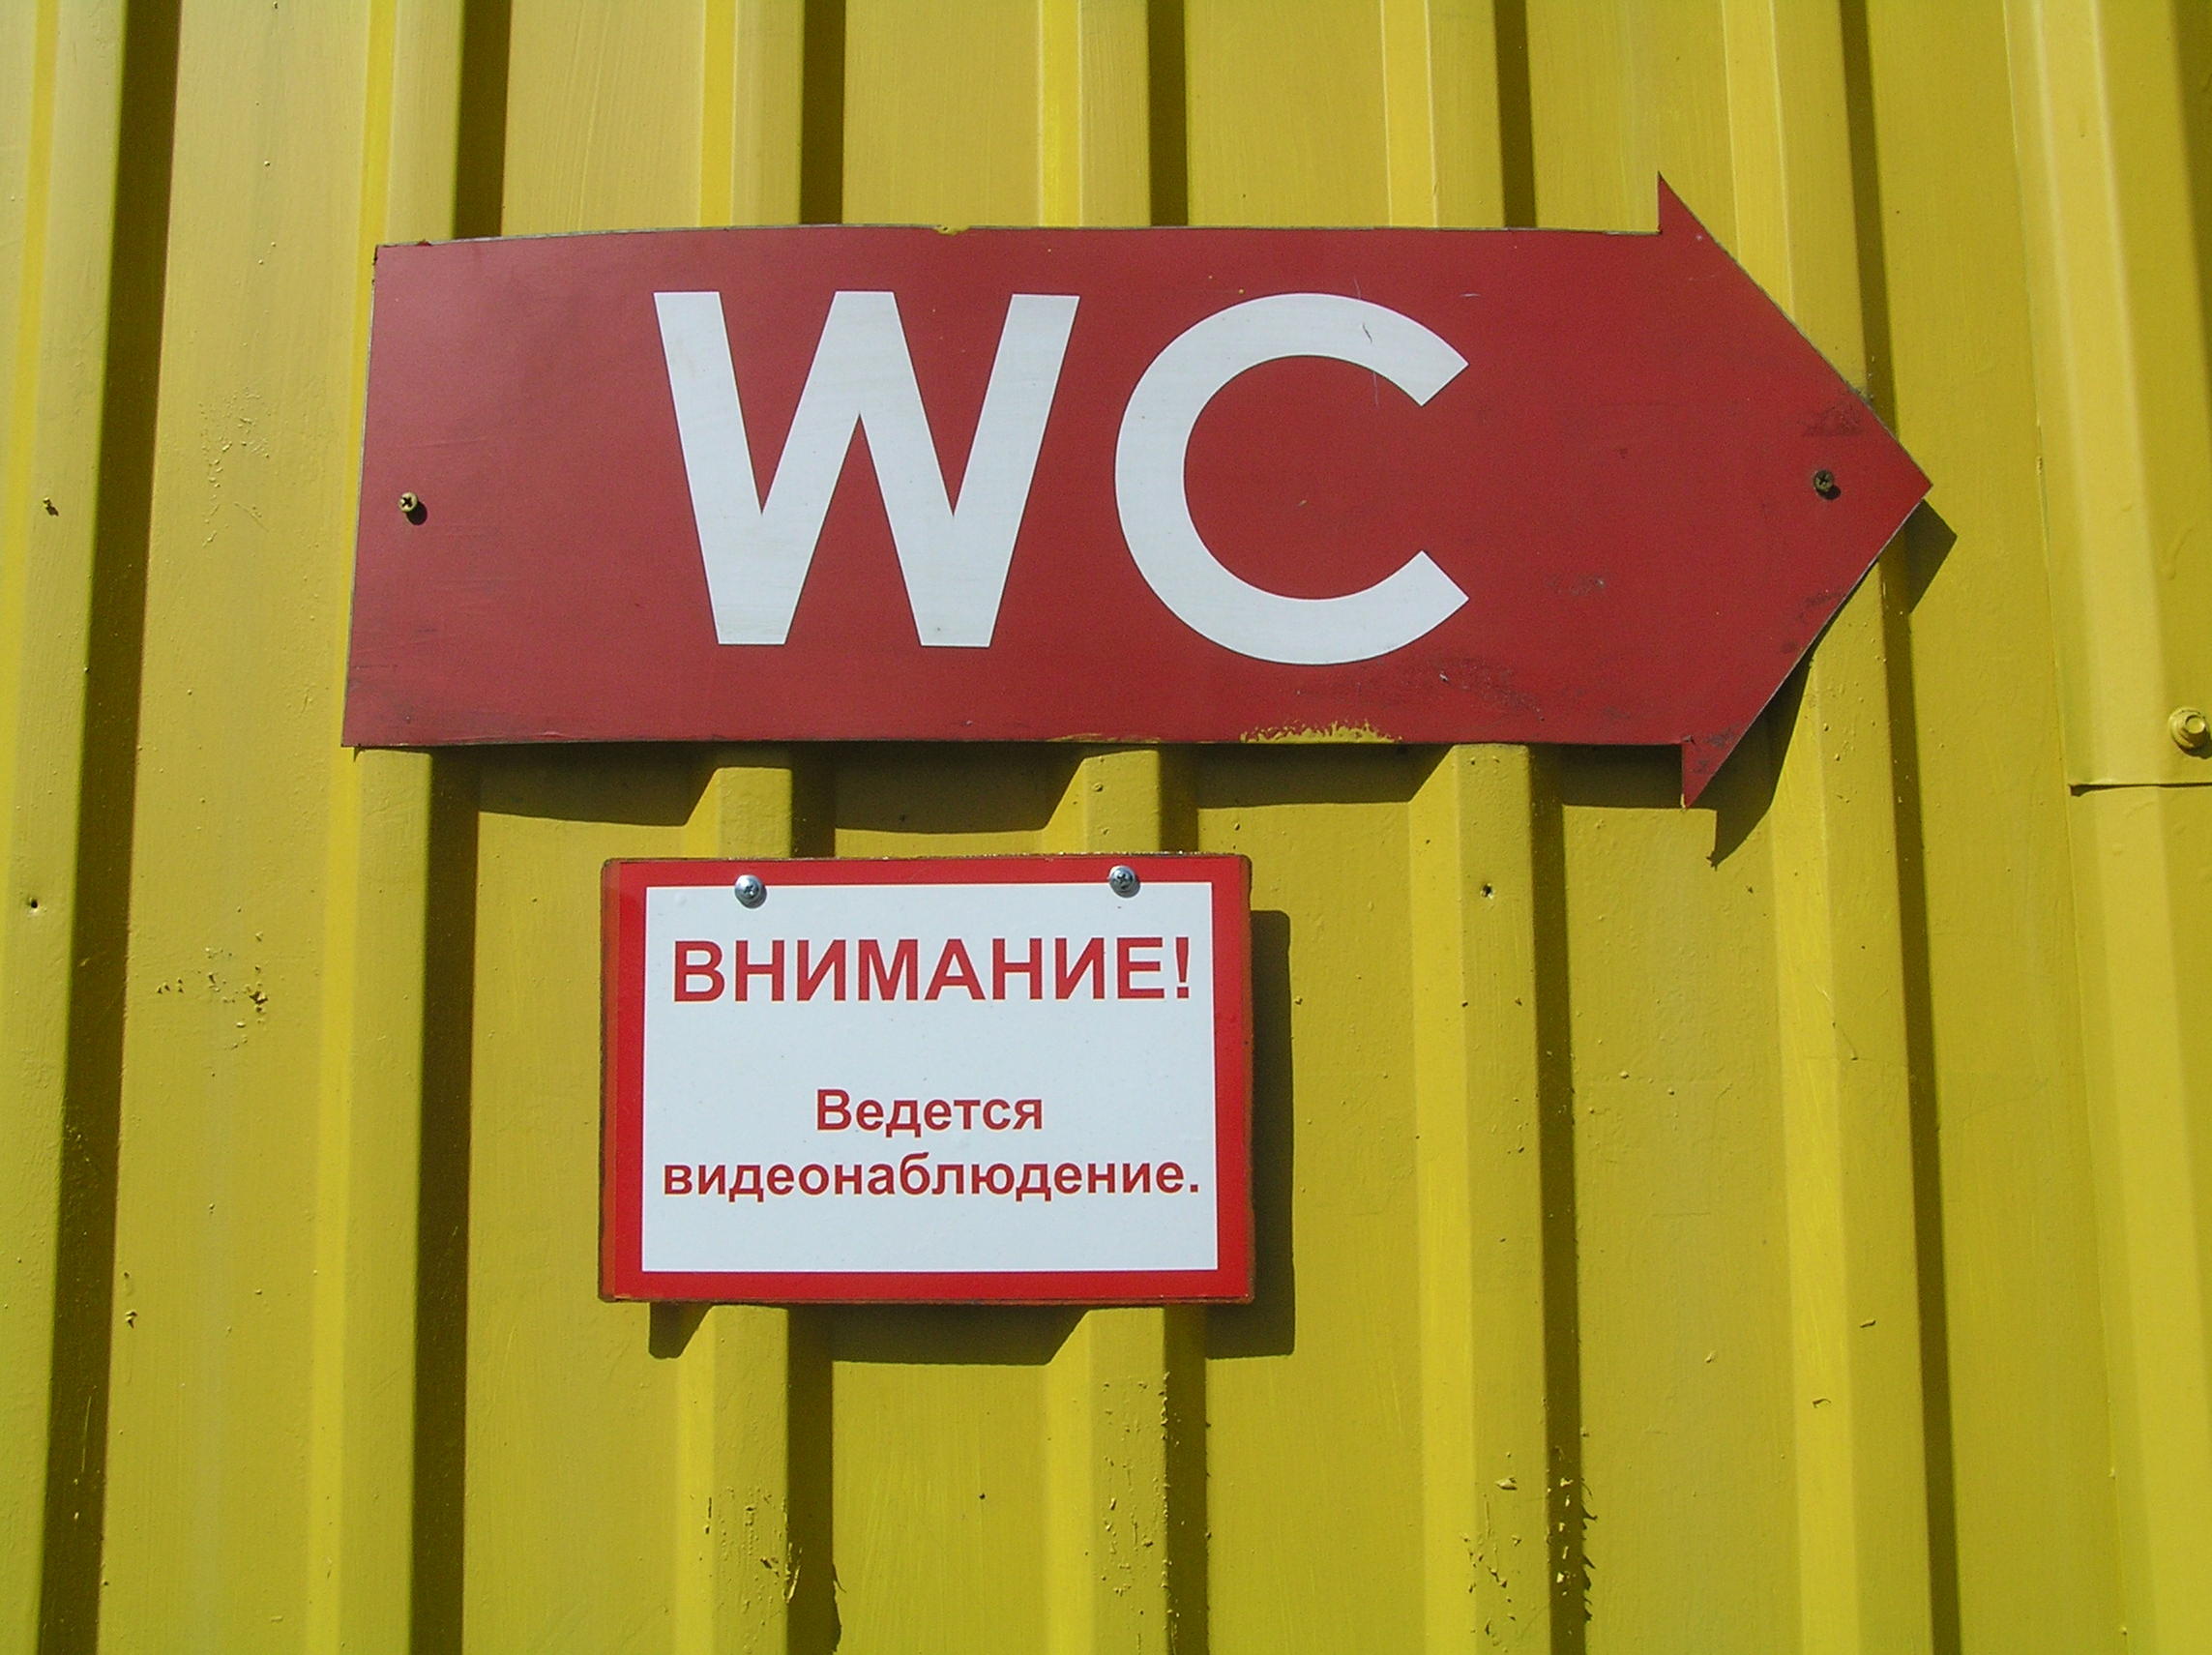 WC
ВНИМАНИЕ!
Ведется
видеонаблюдение.